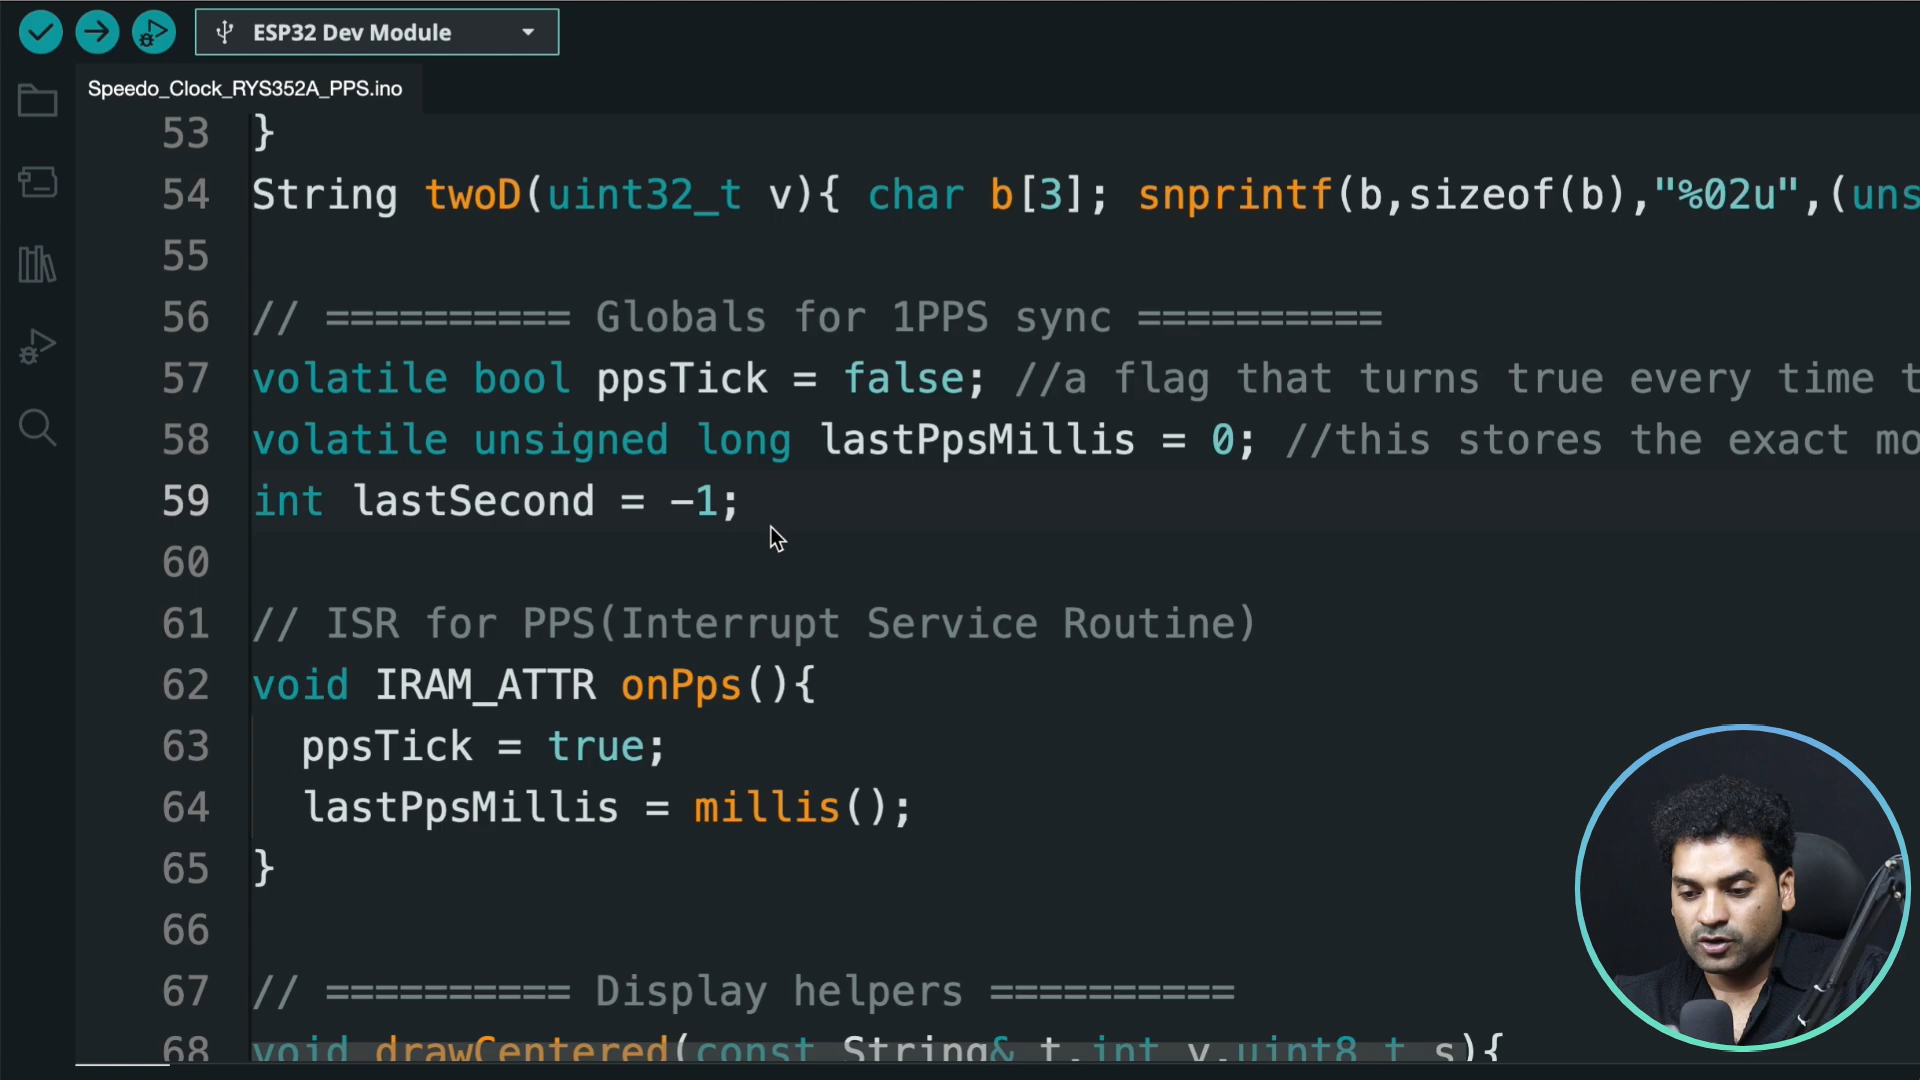 ESP32 Dev Module
Speedo_Clock_RYS352A_PPS.ino
53 }
54 String twoD(uint32_t v){ char b[3]; snprintf(b,sizeof(b),"%02u",(uns
55
56 // ========== Globals for 1PPS sync ==========
57 volatile bool ppsTick = false; //a flag that turns true every time t
58 volatile unsigned long lastPpsMillis = 0; //this stores the exact mo
59 int lastSecond = -1;
60
61 // ISR for PPS(Interrupt Service Routine)
62 void IRAM_ATTR onPps(){
63 ppsTick = true;
64 lastPpsMillis = millis();
65 }
66
67 // ========== Display helpers ==========
68 void drawCentered(const String& t,int y,uint8_t s){